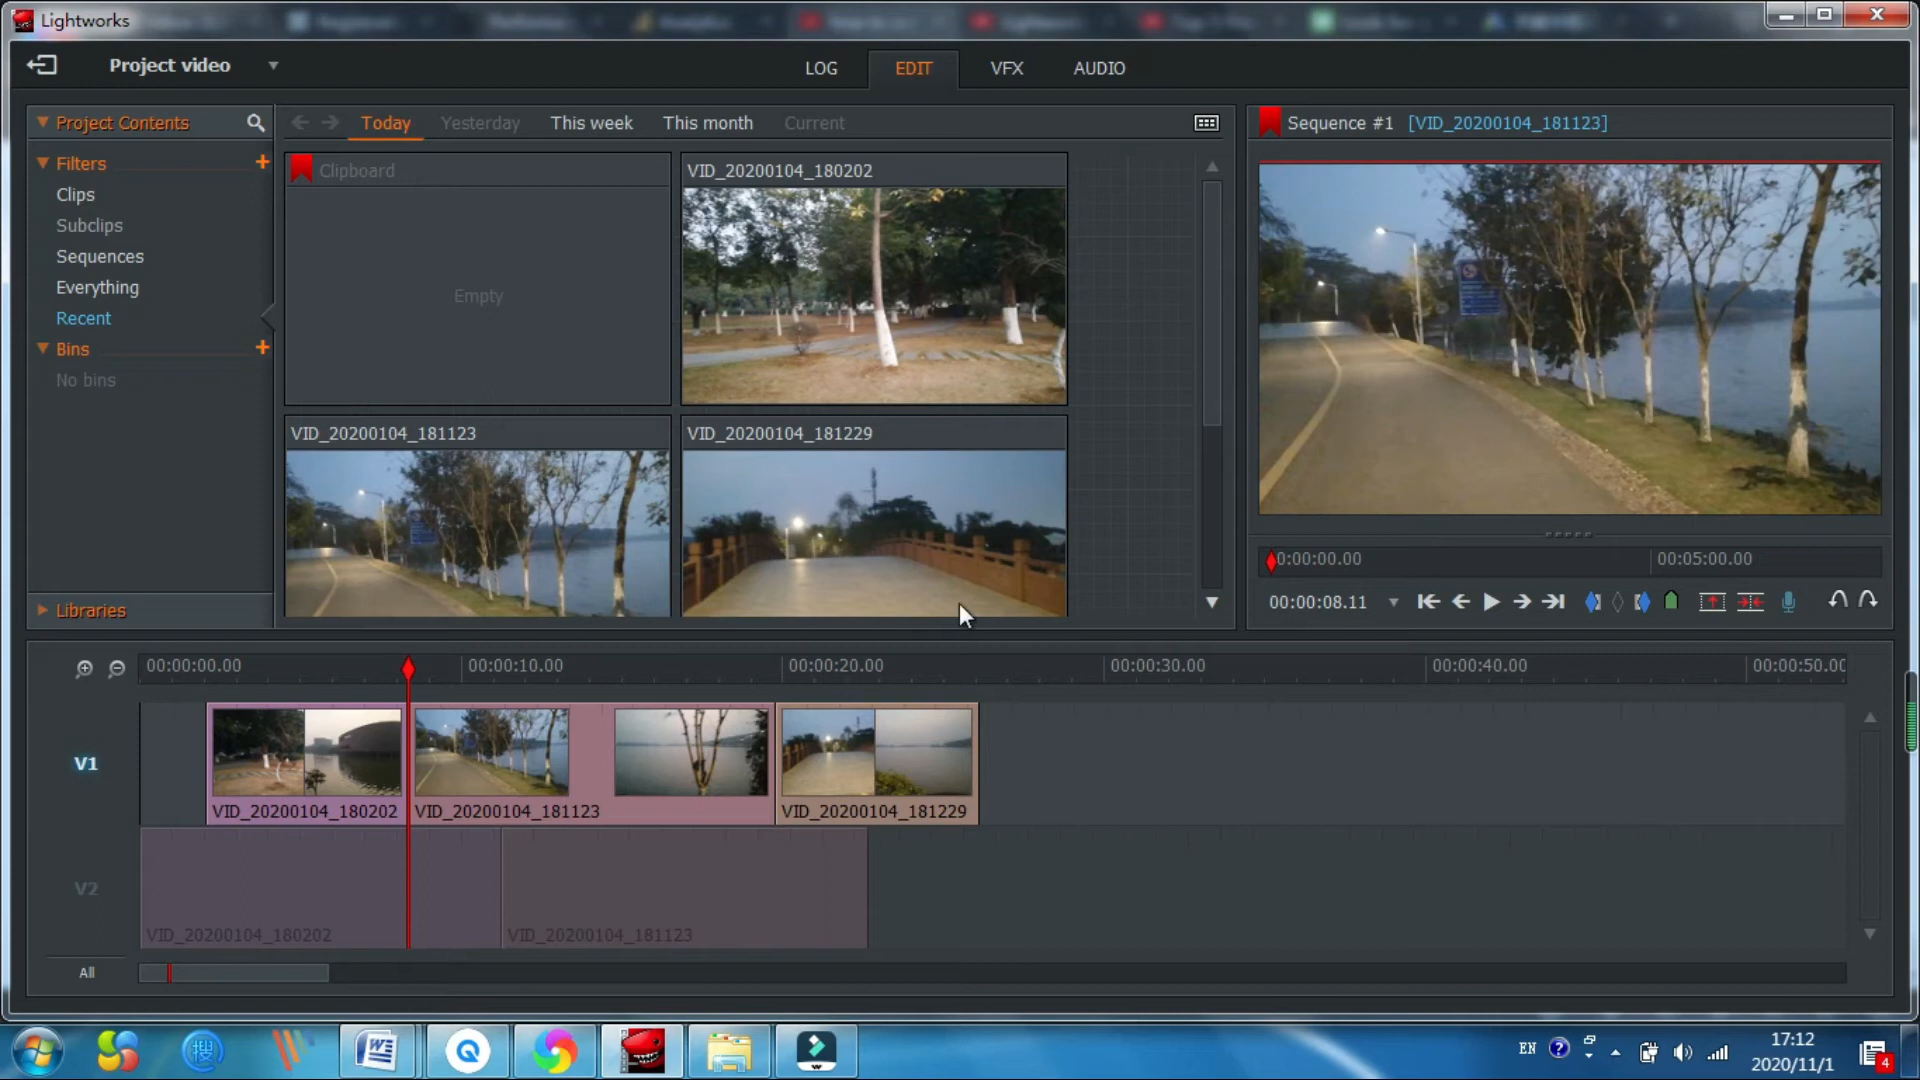 Lightworks
Project video
LOG
EDIT
VFX
AUDIO
Project Contents
Today
Yesterday
This week
This month
Current
Sequence #1 [VID_20200104_181123]
Filters
Clips
Subclips
Sequences
Everything
Recent
Bins
No bins
Libraries
Clipboard
Empty
VID_20200104_180202
VID_20200104_181123
VID_20200104_181229
0:00:00.00
00:05:00.00
00:00:08.11
00:00:00.00
00:00:10.00
00:00:20.00
00:00:30.00
00:00:40.00
00:00:50.00
V1
VID_20200104_180202
VID_20200104_181123
VID_20200104_181229
V2
VID_20200104_180202
VID_20200104_181123
All
搜
W
Q
EN
?
17:12
2020/11/1
4